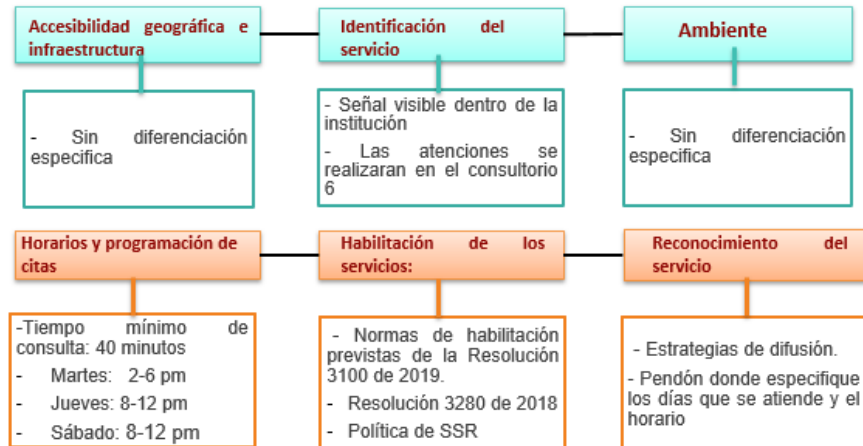 Accesibilidad geográfica e
infraestructura
Identificación del
servicio
Ambiente
- Sin diferenciación
especifica
- Señal visible dentro de la
institución
- Las atenciones se
realizaran en el consultorio
6
- Sin diferenciación
especifica
Horarios y programación de
citas
Habilitación de los
servicios:
Reconocimiento del
servicio
-Tiempo mínimo de
consulta: 40 minutos
- Martes: 2-6 pm
- Jueves: 8-12 pm
- Sábado: 8-12 pm
- Normas de habilitación
previstas de la Resolución
3100 de 2019.
- Resolución 3280 de 2018
- Política de SSR
- Estrategias de difusión.
- Pendón donde especifique
los días que se atiende y el
horario